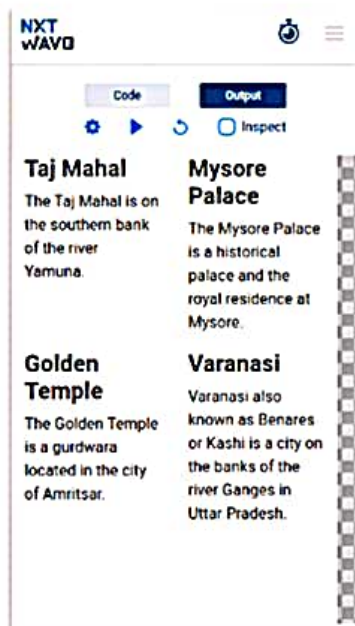 NXT
WAVE
Code
Output
Inspect
Taj Mahal
The Taj Mahal is on
the southern bank
of the river
Yamuna.
Mysore
Palace
The Mysore Palace
is a historical
palace and the
royal residence at
Mysore.
Golden
Temple
The Golden Temple
is a gurdwara
located in the city
of Amritsar.
Varanasi
Varanasi also
known as Benares
or Kashi is a city on
the banks of the
river Ganges in
Uttar Pradesh.